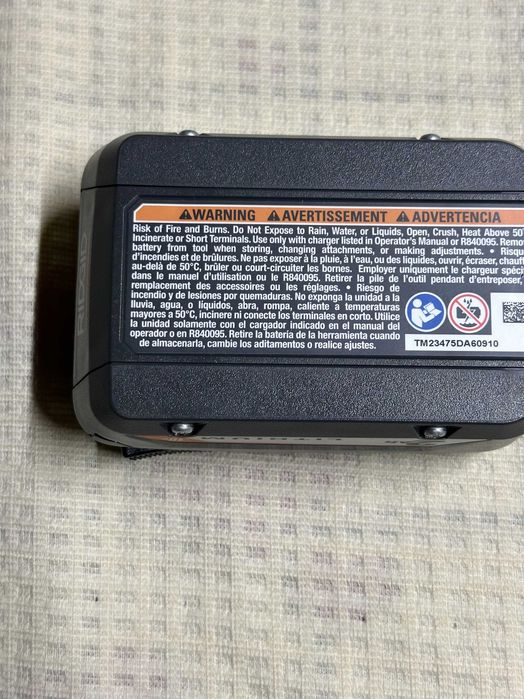 WARNING AVERTISSEMENT ADVERTENCIA
Risk of Fire and Burns. Do Not Expose to Rain, Water, or Liquids, Open, Crush, Heat Above 50°
Incinerate or Short Terminals. Use only with charger listed in Operator's Manual or R840095. Remo
battery from tool when storing, changing attachments, or making adjustments. • Risque
d'incendies et de brûlures. Ne pas exposer à la pluie, à l'eau, ou des liquides, ouvrir, écraser, chauff
au-delà de 50°C, brûler ou court-circuiter les bornes. Employer uniquement le chargeur spéci
dans le manuel d'utilisation ou le R840095. Retirer la pile de l'outil pendant d'entreposer,
remplacement des accessoires ou les réglages. • Riesgo de
incendio y de lesiones por quemaduras. No exponga la unidad a la
lluvia, agua, o líquidos, abra, rompa, caliente a temperaturas
mayores a 50°C, incinere ni conecte los terminales en corto. Utilice
la unidad solamente con el cargador indicado en el manual del
operador o en R840095. Retire la batería de la herramienta cuando
de almacenarla, cambie los aditamentos o realice ajustes.
TM23475DA60910
LITHIUM